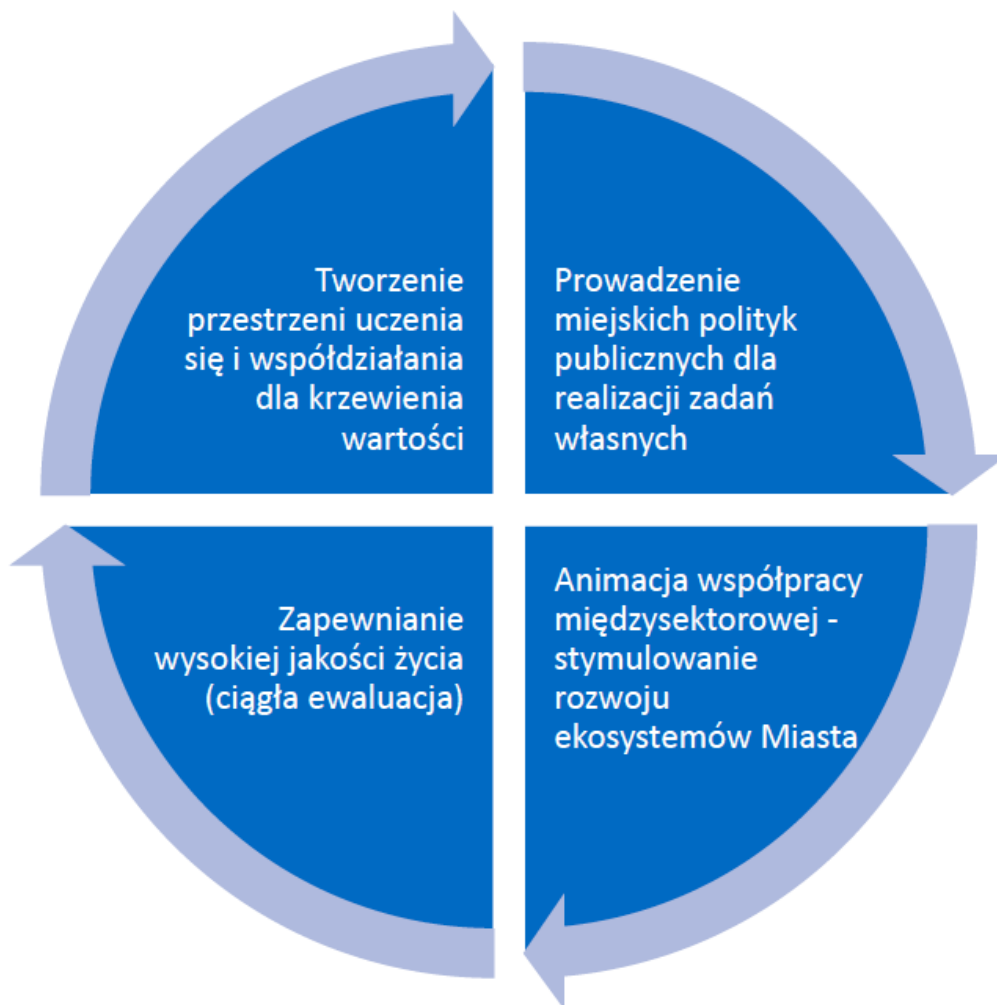 Tworzenie
przestrzeni uczenia
się i współdziałania
dla krzewienia
wartości
Prowadzenie
miejskich polityk
publicznych dla
realizacji zadań
własnych
Zapewnianie
wysokiej jakości życia
(ciągła ewaluacja)
Animacja współpracy
międzysektorowej -
stymulowanie
rozwoju
ekosystemów Miasta